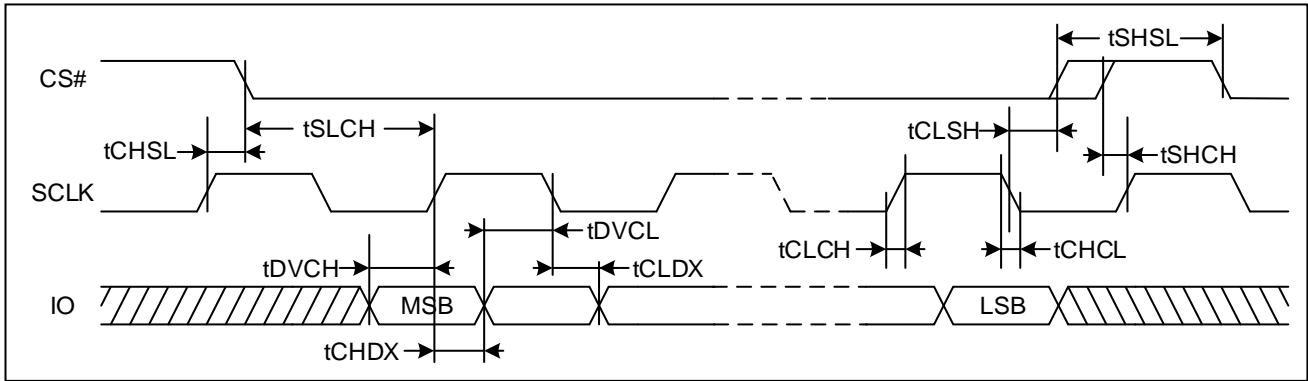 tSHSL
CS#
tSLCH
tCLSH
tCHSL
tSHCH
SCLK
tDVCL
tCLCH
tCHCL
tDVCH
tCLDX
IO
MSB
LSB
tCHDX